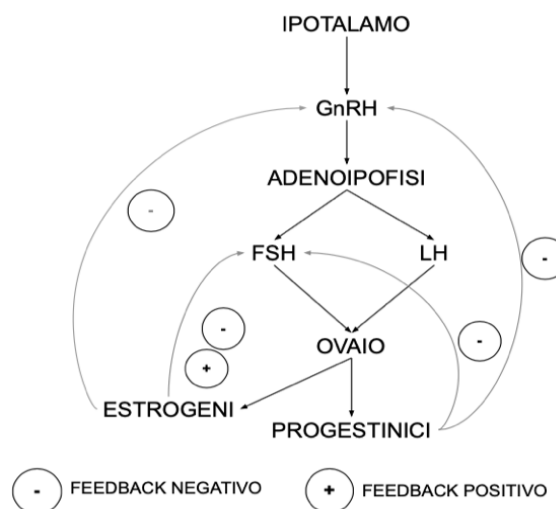 IPOTALAMO
GnRH
ADENOIPOFISI
-
FSH
LH
-
-
-
+
OVAIO
ESTROGENI
PROGESTINICI
- FEEDBACK NEGATIVO
+ FEEDBACK POSITIVO